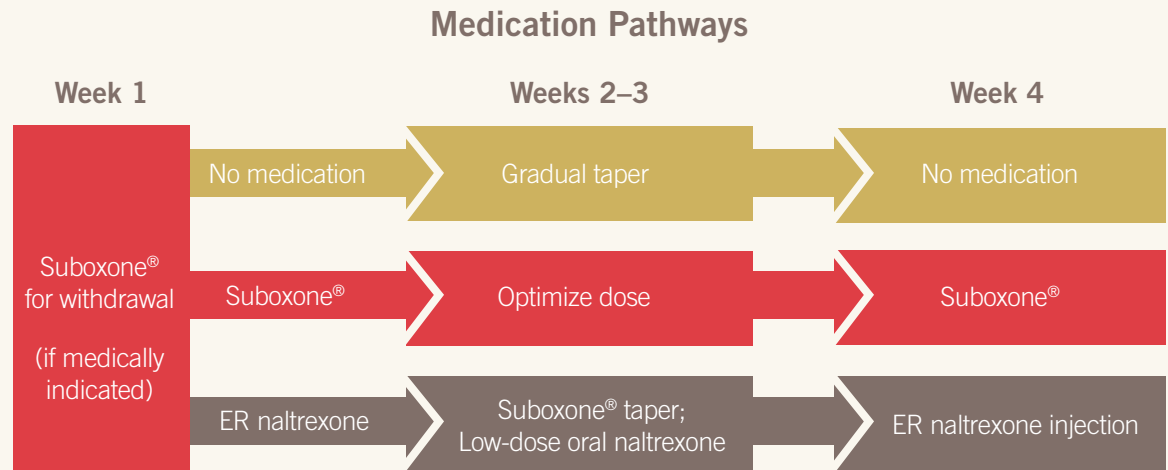 Medication Pathways
Week 1
Weeks 2–3
Week 4
Suboxone®
for withdrawal
(if medically
indicated)
No medication
Gradual taper
No medication
Suboxone®
Optimize dose
Suboxone®
ER naltrexone
Suboxone® taper;
Low-dose oral naltrexone
ER naltrexone injection